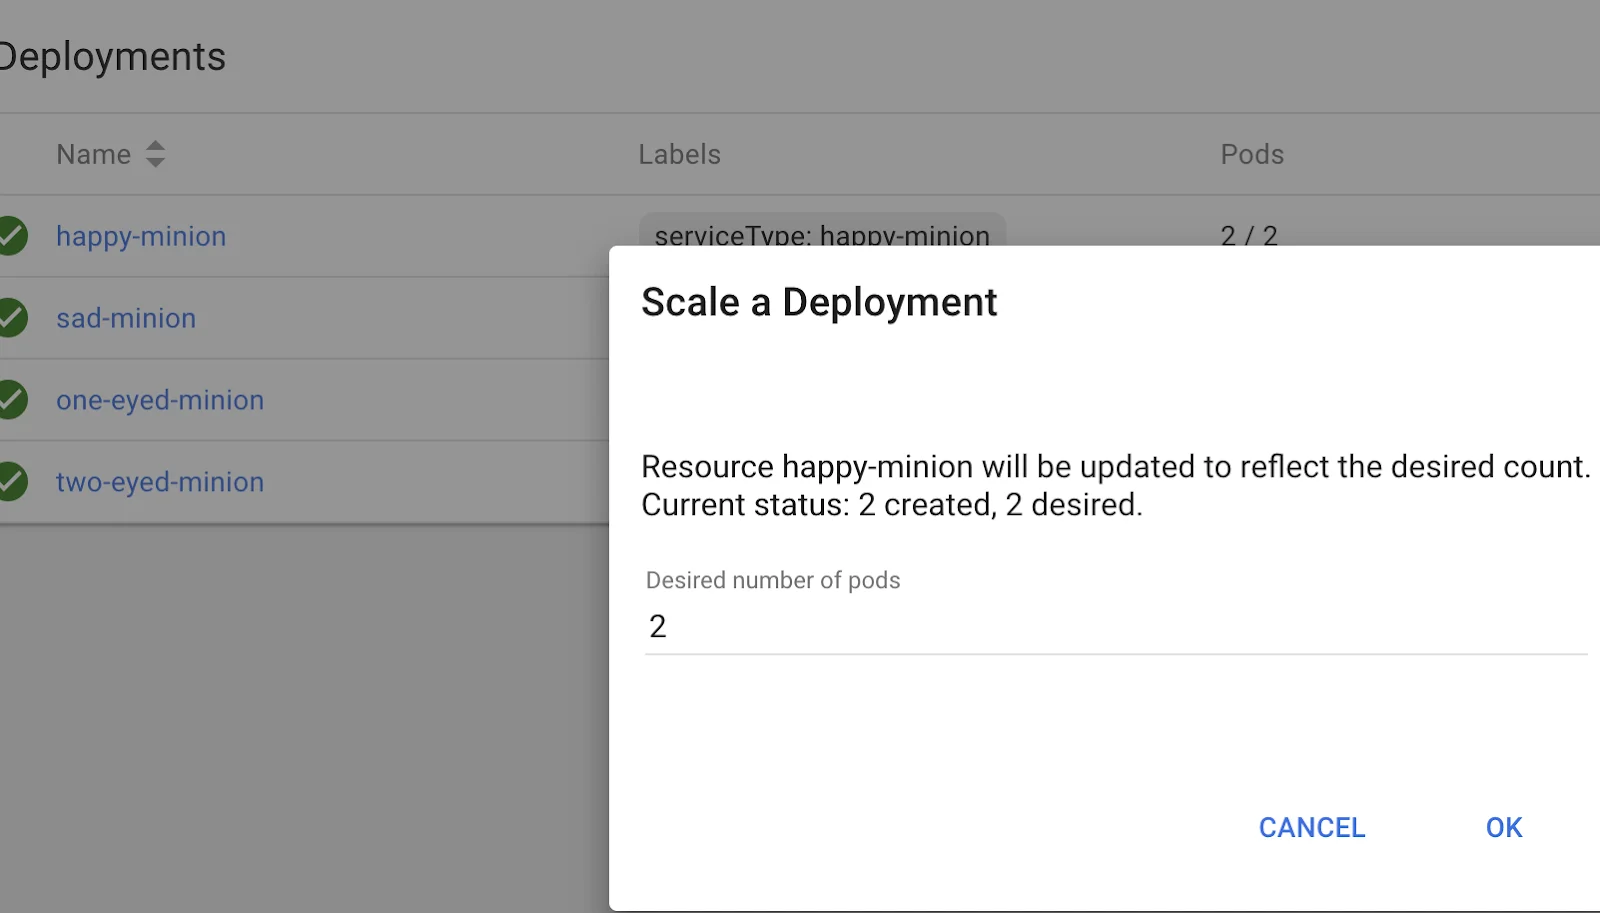 Deployments
Name Labels Pods
happy-minion serviceType: happy-minion 2 / 2
sad-minion
one-eyed-minion
two-eyed-minion
Scale a Deployment
Resource happy-minion will be updated to reflect the desired count.
Current status: 2 created, 2 desired.
Desired number of pods
2
CANCEL OK